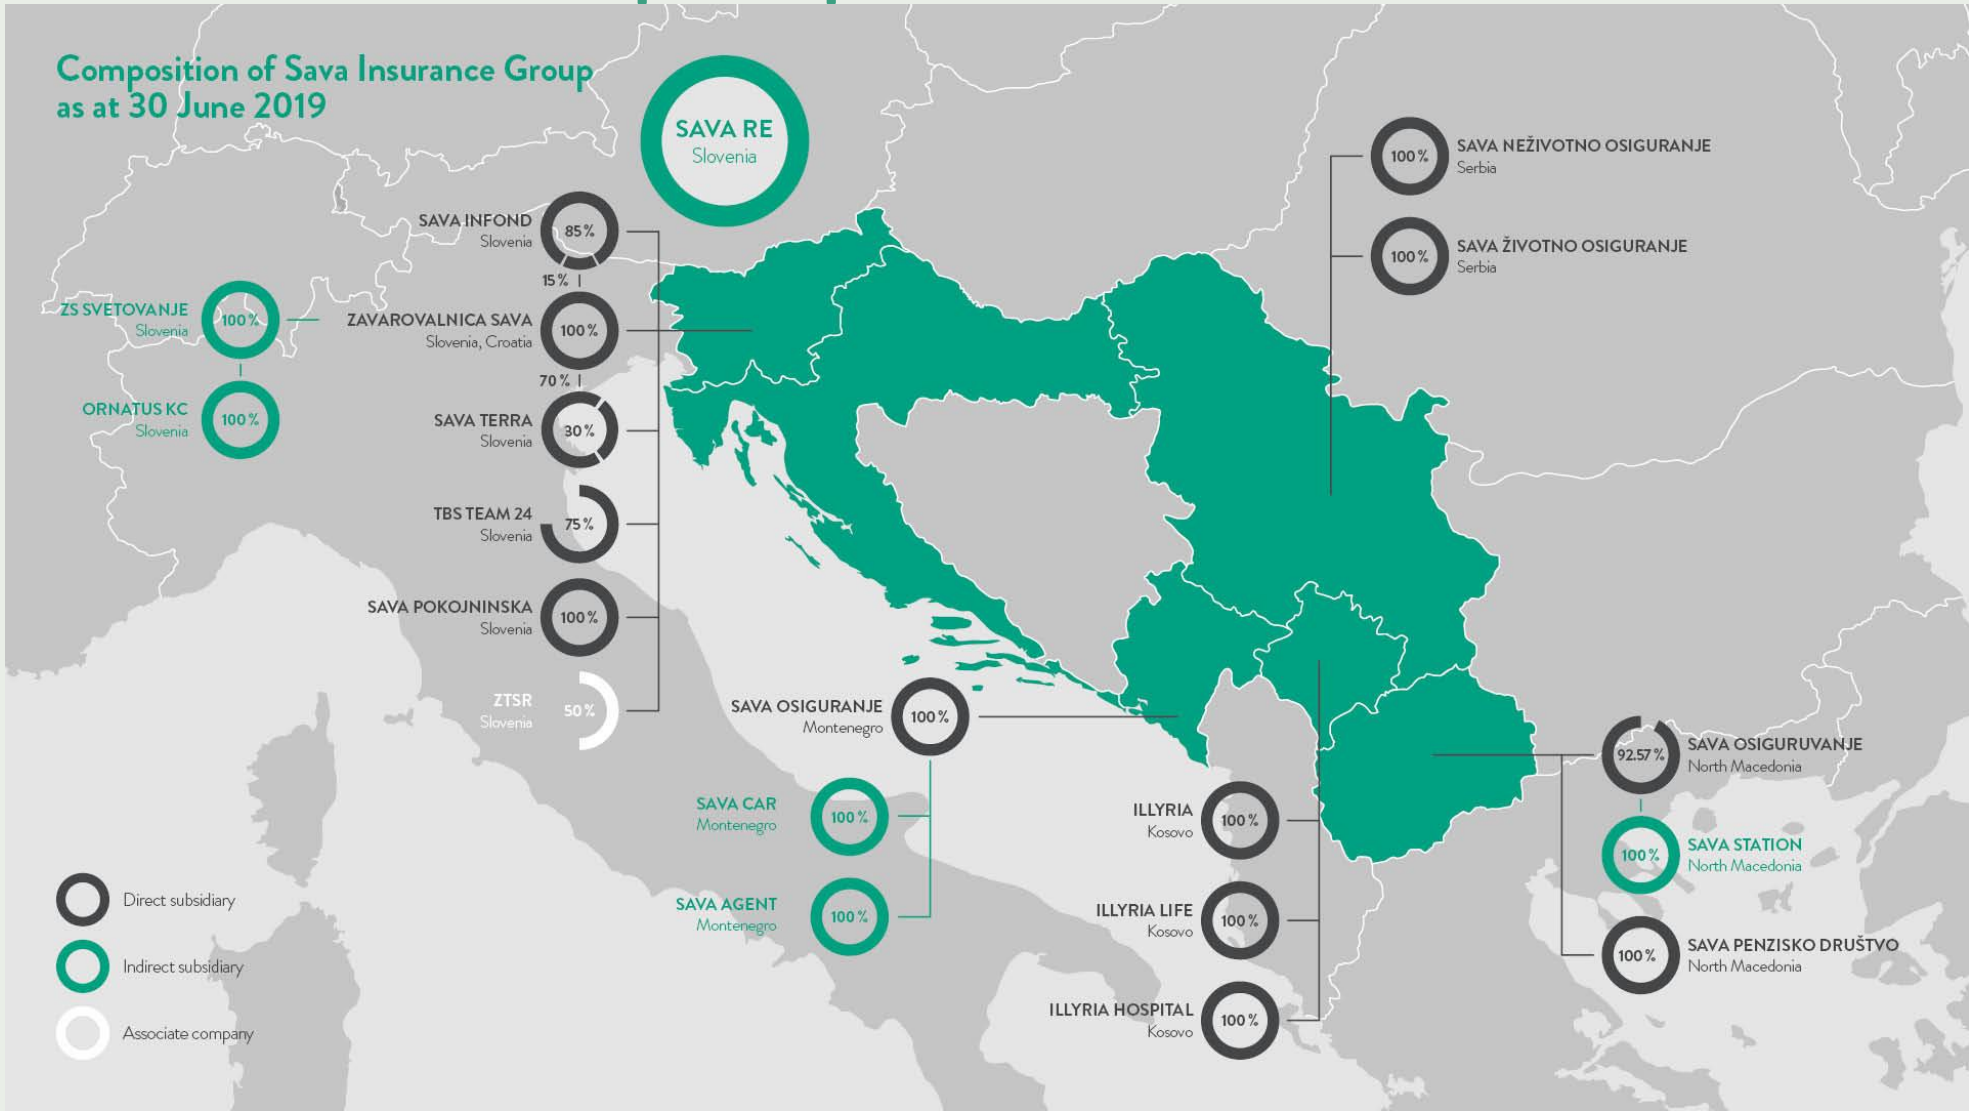 Composition of Sava Insurance Group
as at 30 June 2019
SAVA RE
Slovenia
SAVA INFOND
Slovenia
85 %
15 %
ZAVAROVALNICA SAVA
Slovenia, Croatia
100 %
70 %
SAVA TERRA
Slovenia
30 %
TBS TEAM 24
Slovenia
75 %
SAVA POKOJNINSKA
Slovenia
100 %
ZTSR
Slovenia
50 %
ZS SVETOVANJE
Slovenia
100 %
ORNATUS KC
Slovenia
100 %
100 %
SAVA NEŽIVOTNO OSIGURANJE
Serbia
100 %
SAVA ŽIVOTNO OSIGURANJE
Serbia
SAVA OSIGURANJE
Montenegro
100 %
SAVA CAR
Montenegro
100 %
SAVA AGENT
Montenegro
100 %
ILLYRIA
Kosovo
100 %
ILLYRIA LIFE
Kosovo
100 %
ILLYRIA HOSPITAL
Kosovo
100 %
92.57 %
SAVA OSIGURUVANJE
North Macedonia
100 %
SAVA STATION
North Macedonia
100 %
SAVA PENZISKO DRUŠTVO
North Macedonia
Direct subsidiary
Indirect subsidiary
Associate company